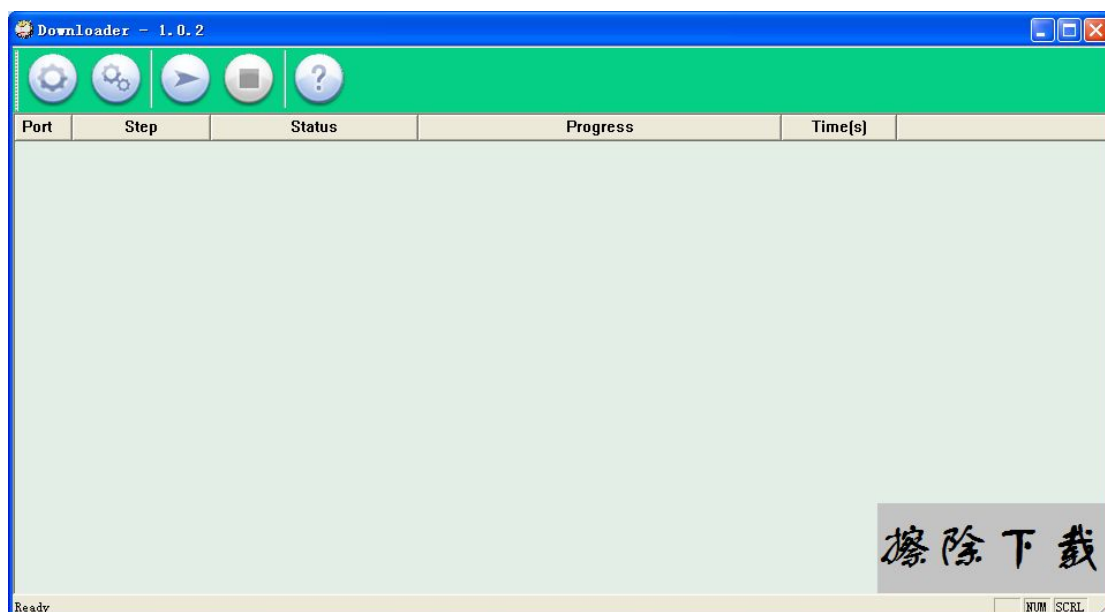 Downloader - 1.0.2
?
Port Step Status Progress Time(s)
擦除下载
Ready NUM SCRL